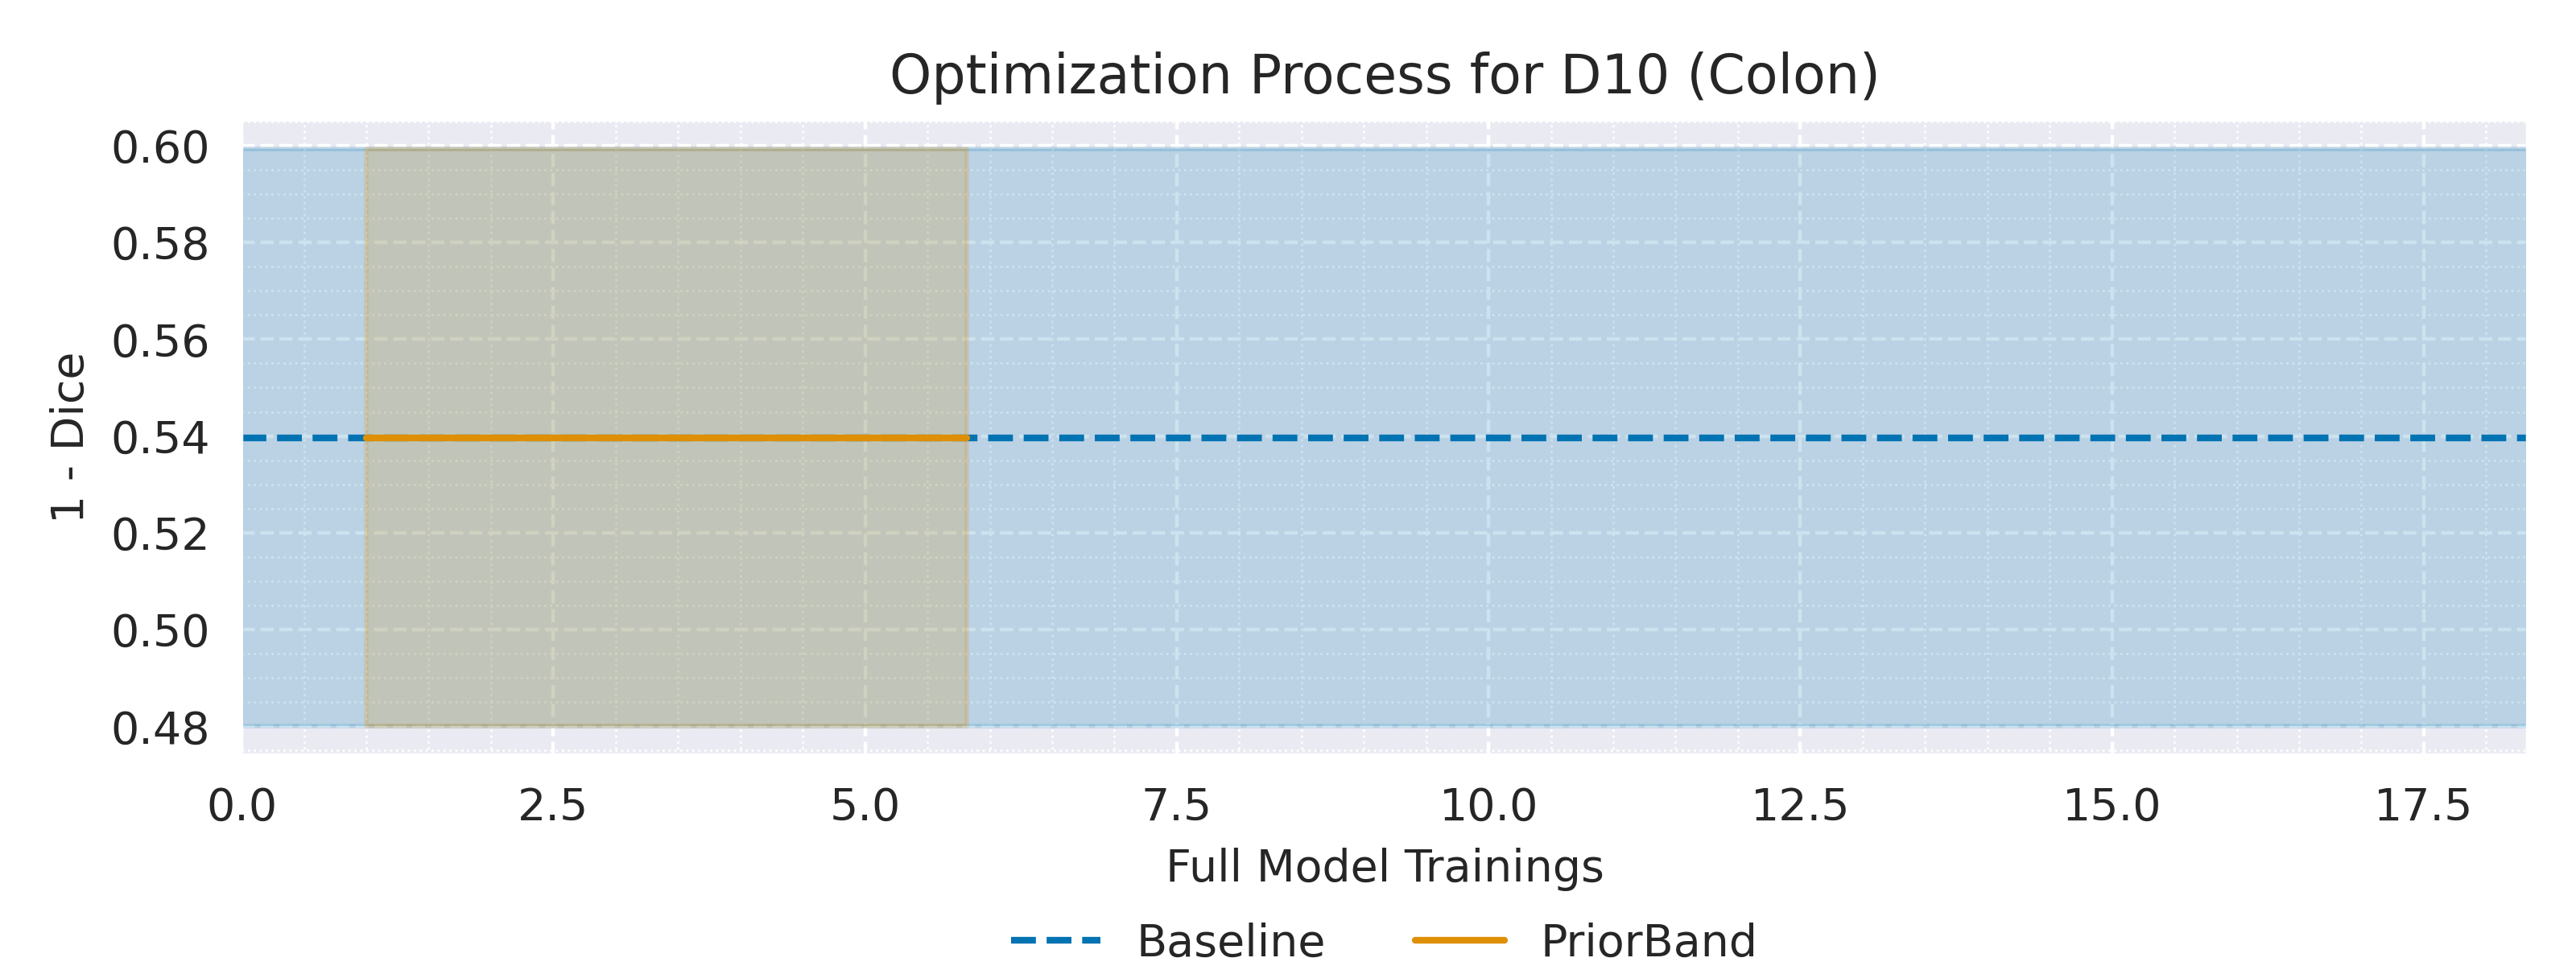 Optimization Process for D10 (Colon)
0.60
0.58
0.56
0.54
0.52
0.50
0.48
1 - Dice
0.0 2.5 5.0 7.5 10.0 12.5 15.0 17.5
Full Model Trainings
Baseline PriorBand